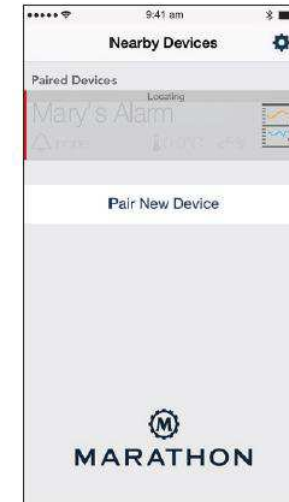 9:41 am
Nearby Devices
Paired Devices
Locating
Mary's Alarm
Pair New Device
M
MARATHON